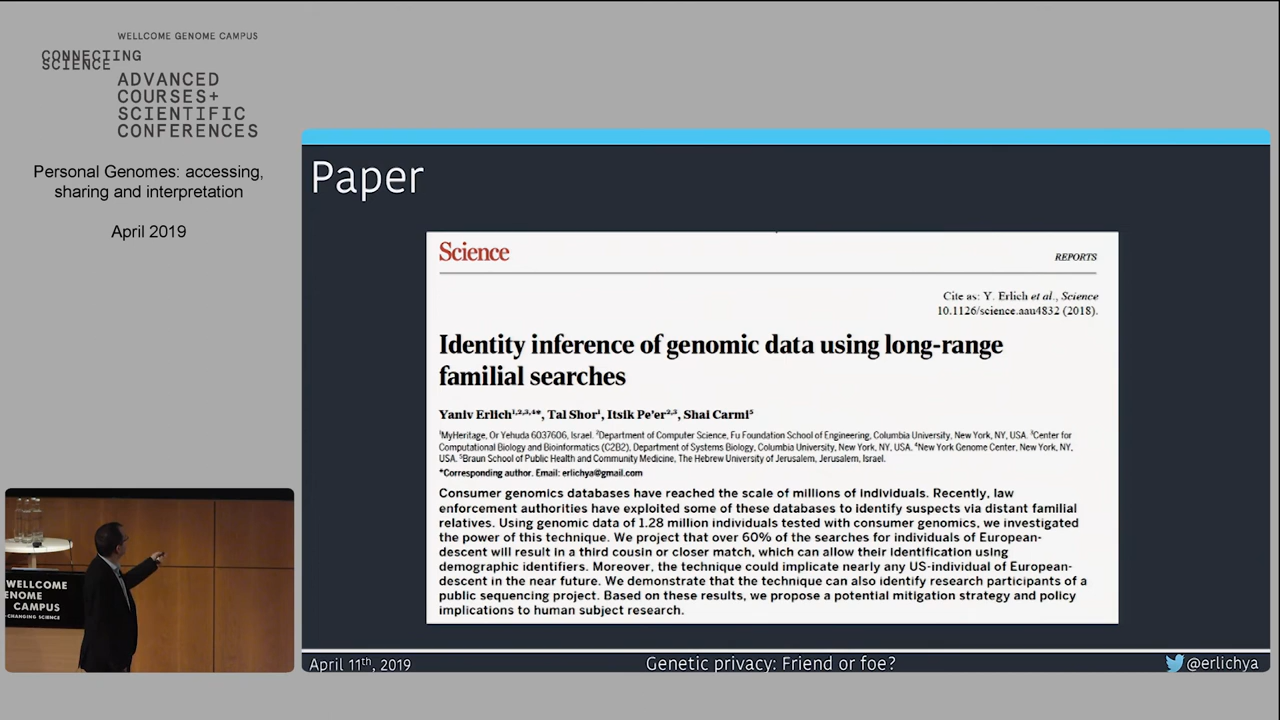 WELLCOME GENOME CAMPUS
CONNECTING
SCIENCE
ADVANCED
COURSES+
SCIENTIFIC
CONFERENCES
Personal Genomes: accessing,
sharing and interpretation
April 2019
Paper
Science
REPORTS
Cite as: Y. Erlich et al., Science
10.1126/science.aau4832 (2018).
Identity inference of genomic data using long-range
familial searches
Yaniv Erlich1,2,3,4*, Tal Shor1, Itsik Pe'er2,3, Shai Carmi5
1MyHeritage, Or Yehuda 6037606, Israel. 2Department of Computer Science, Fu Foundation School of Engineering, Columbia University, New York, NY, USA. 3Center for
Computational Biology and Bioinformatics (C2B2), Department of Systems Biology, Columbia University, New York, NY, USA. 4New York Genome Center, New York, NY,
USA. 5Braun School of Public Health and Community Medicine, The Hebrew University of Jerusalem, Jerusalem, Israel.
*Corresponding author. Email: erlichya@gmail.com
Consumer genomics databases have reached the scale of millions of individuals. Recently, law
enforcement authorities have exploited some of these databases to identify suspects via distant familial
relatives. Using genomic data of 1.28 million individuals tested with consumer genomics, we investigated
the power of this technique. We project that over 60% of the searches for individuals of European-
descent will result in a third cousin or closer match, which can allow their identification using
demographic identifiers. Moreover, the technique could implicate nearly any US-individual of European-
descent in the near future. We demonstrate that the technique can also identify research participants of a
public sequencing project. Based on these results, we propose a potential mitigation strategy and policy
implications to human subject research.
WELLCOME
ENOME
CAMPUS
-CHANGING SCIENCE
April 11th, 2019
Genetic privacy: Friend or foe?
@erlichya